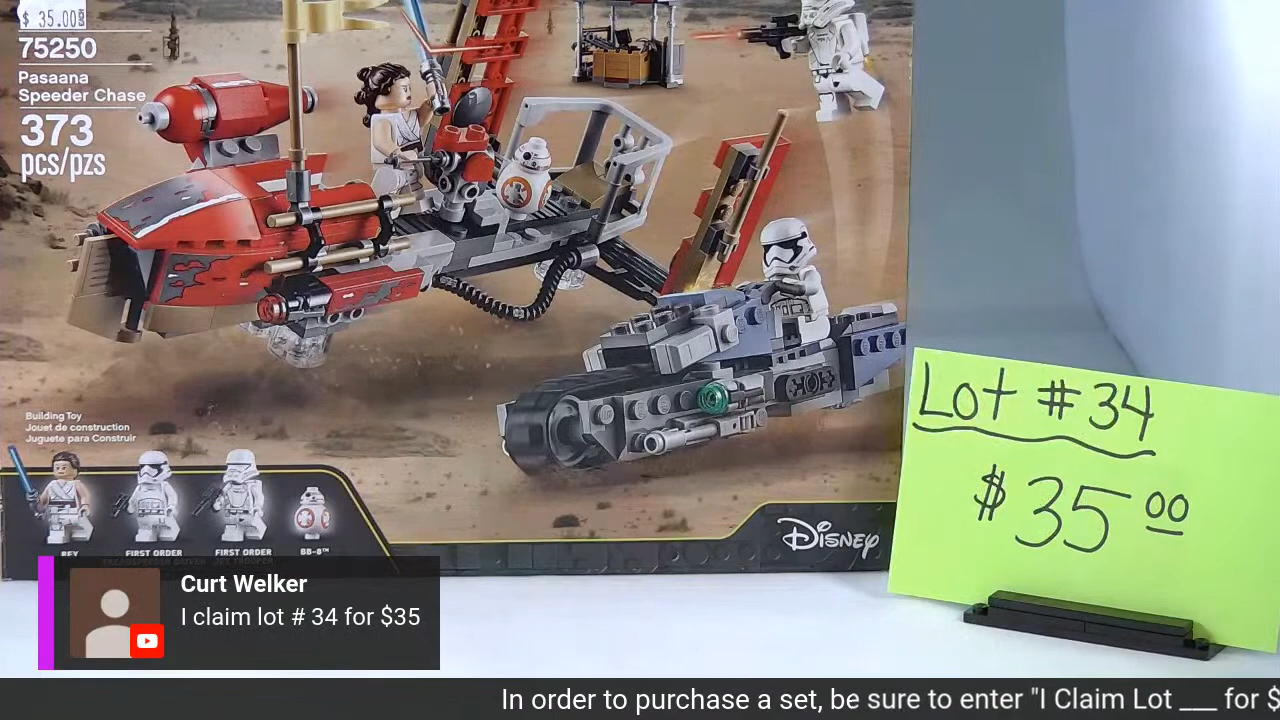 $ 35.00
75250
Pasaana
Speeder Chase
373
pcs/pzs
Building Toy
Jouet de construction
Juguete para Construir
REY
FIRST ORDER
FIRST ORDER
BB-8™
Disney
Lot # 34
$ 35 00
Curt Welker
I claim lot # 34 for $35
In order to purchase a set, be sure to enter "I Claim Lot ___ for $